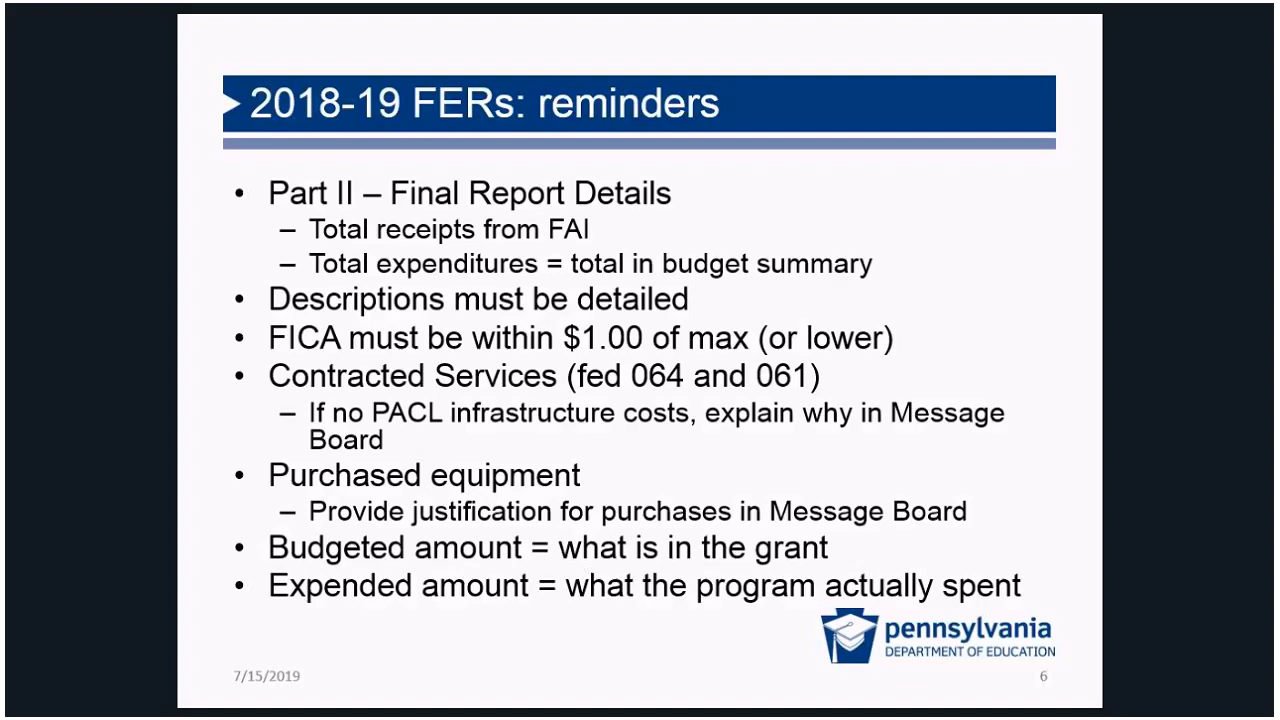 2018-19 FERs: reminders
• Part II – Final Report Details
– Total receipts from FAI
– Total expenditures = total in budget summary
• Descriptions must be detailed
• FICA must be within $1.00 of max (or lower)
• Contracted Services (fed 064 and 061)
– If no PACL infrastructure costs, explain why in Message
Board
• Purchased equipment
– Provide justification for purchases in Message Board
• Budgeted amount = what is in the grant
• Expended amount = what the program actually spent
pennsylvania
DEPARTMENT OF EDUCATION
7/15/2019
6